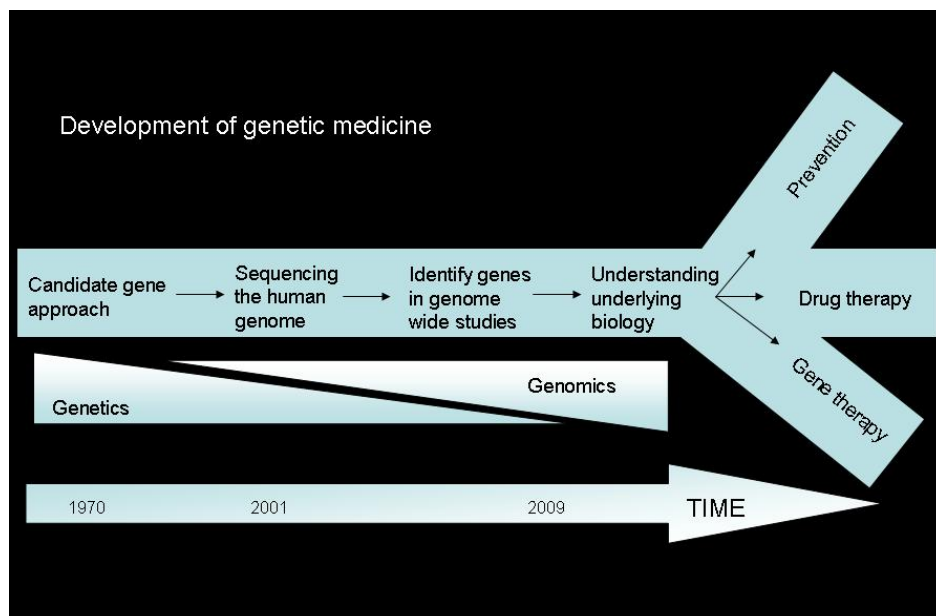 Development of genetic medicine
Prevention
Candidate gene
approach
Sequencing
the human
genome
Identify genes
in genome
wide studies
Understanding
underlying
biology
Drug therapy
Gene therapy
Genetics
Genomics
1970
2001
2009
TIME